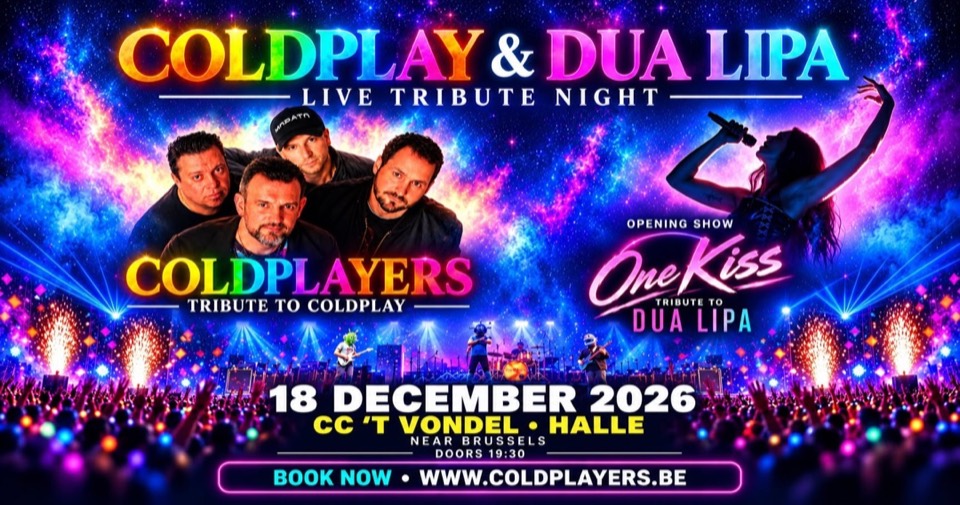 COLDPLAY & DUA LIPA
LIVE TRIBUTE NIGHT
COLDPLAYERS
TRIBUTE TO COLDPLAY
OPENING SHOW
One Kiss
TRIBUTE TO
DUA LIPA
18 DECEMBER 2026
CC 'T VONDEL • HALLE
NEAR BRUSSELS
DOORS 19:30
BOOK NOW • WWW.COLDPLAYERS.BE